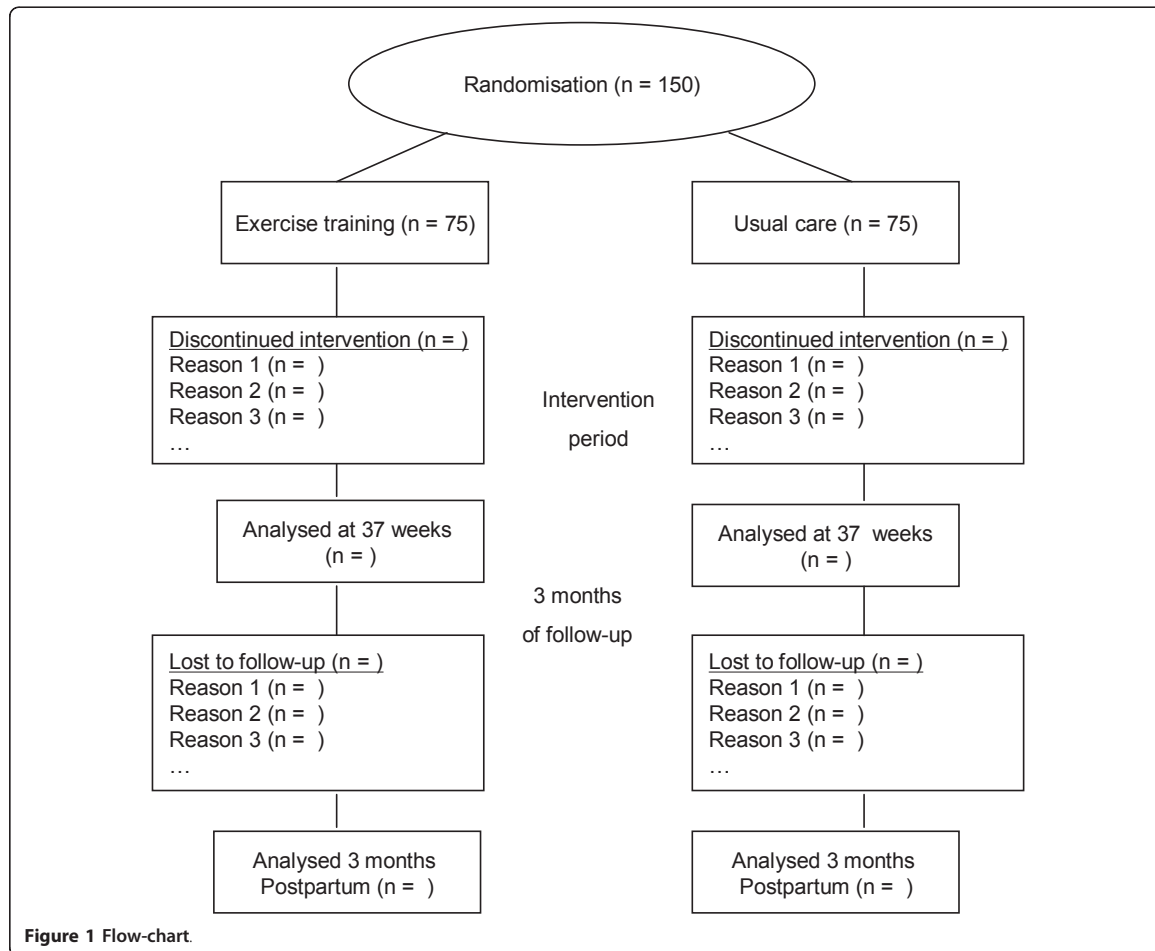 Randomisation (n = 150)
Exercise training (n = 75)
Usual care (n = 75)
Discontinued intervention (n = )
Reason 1 (n =  )
Reason 2 (n =  )
Reason 3 (n =  )
…
Discontinued intervention (n = )
Reason 1 (n =  )
Reason 2 (n =  )
Reason 3 (n =  )
…
Intervention
period
Analysed at 37 weeks
(n = )
Analysed at 37  weeks
(n = )
3 months
of follow-up
Lost to follow-up (n = )
Reason 1 (n =  )
Reason 2 (n =  )
Reason 3 (n =  )
…
Lost to follow-up (n = )
Reason 1 (n =  )
Reason 2 (n =  )
Reason 3 (n =  )
…
Analysed 3 months
Postpartum (n =  )
Analysed 3 months
Postpartum (n =  )
Figure 1 Flow-chart.